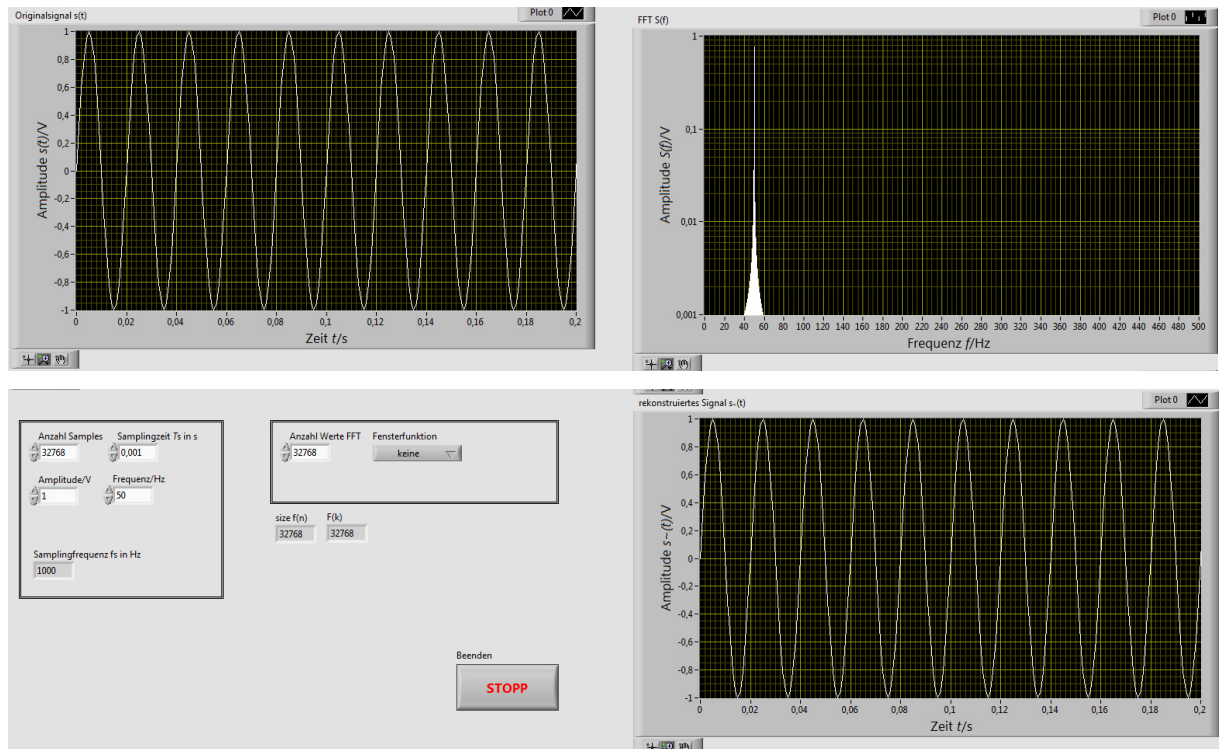 Originalsignal s(t)
Plot 0
Amplitude s(t)/V
1
0,8
0,6
0,4
0,2
0
-0,2
-0,4
-0,6
-0,8
-1
0 0,02 0,04 0,06 0,08 0,1 0,12 0,14 0,16 0,18 0,2
Zeit t/s
FFT S(f)
Plot 0
Amplitude S(f)/V
1
0,1
0,01
0,001
0 20 40 60 80 100 120 140 160 180 200 220 240 260 280 300 320 340 360 380 400 420 440 460 480 500
Frequenz f/Hz
Anzahl Samples Samplingzeit Ts in s
32768 0,001
Amplitude/V Frequenz/Hz
1 50
Samplingfrequenz fs in Hz
1000
Anzahl Werte FFT Fensterfunktion
32768 keine
size f(n) F(k)
32768 32768
Beenden
STOPP
rekonstruiertes Signal s~(t)
Plot 0
Amplitude s~(t)/V
1
0,8
0,6
0,4
0,2
0
-0,2
-0,4
-0,6
-0,8
-1
0 0,02 0,04 0,06 0,08 0,1 0,12 0,14 0,16 0,18 0,2
Zeit t/s